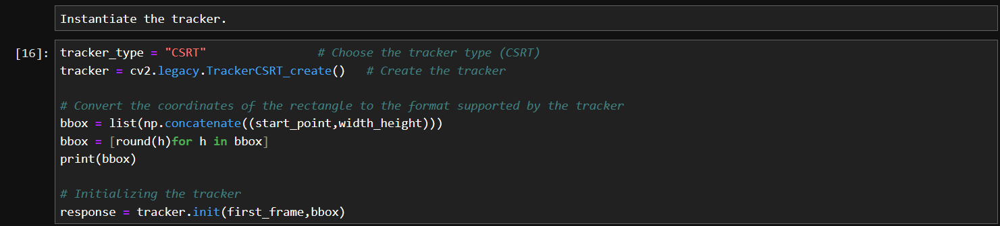 Instantiate the tracker.
[16]: tracker_type = "CSRT"                # Choose the tracker type (CSRT)
tracker = cv2.legacy.TrackerCSRT_create()   # Create the tracker
# Convert the coordinates of the rectangle to the format supported by the tracker
bbox = list(np.concatenate((start_point,width_height)))
bbox = [round(h)for h in bbox]
print(bbox)
# Initializing the tracker
response = tracker.init(first_frame,bbox)